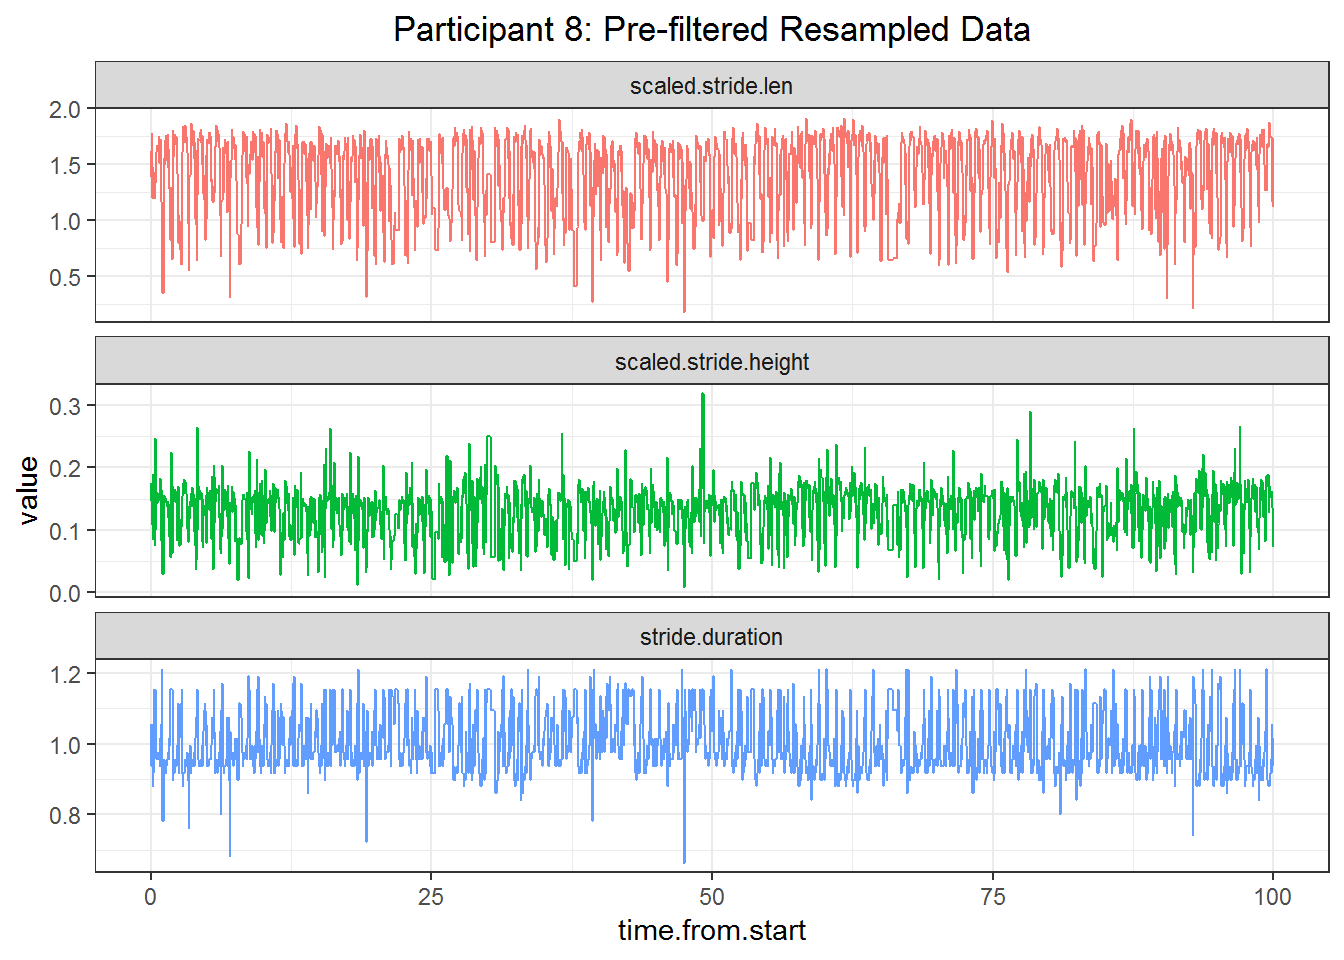 Participant 8: Pre-filtered Resampled Data
scaled.stride.len
2.0
1.5
1.0
0.5
scaled.stride.height
0.3
0.2
0.1
0.0
value
stride.duration
1.2
1.0
0.8
0 25 50 75 100
time.from.start